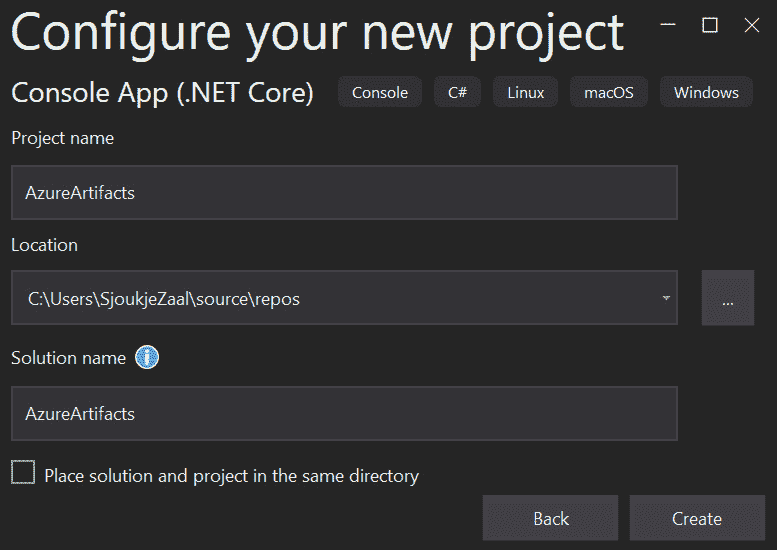 Configure your new project
Console App (.NET Core) Console C# Linux macOS Windows
Project name
AzureArtifacts
Location
C:\Users\SjoukjeZaal\source\repos
...
Solution name
AzureArtifacts
Place solution and project in the same directory
Back Create